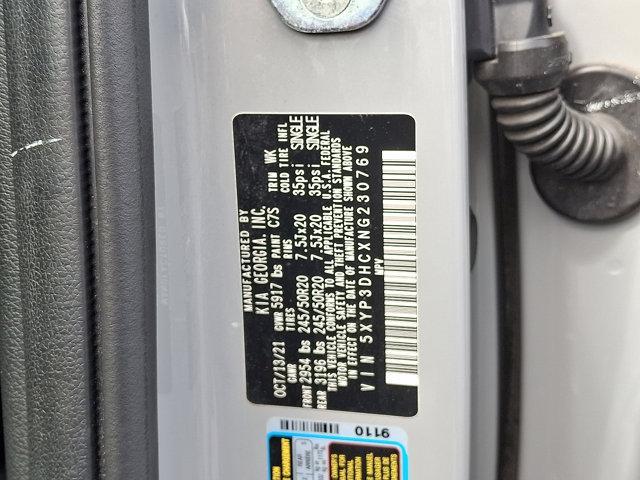 MANUFACTURED BY
KIA GEORGIA, INC.
OCT/13/21 GVWR 5917 lbs PAINT C7S TRIM WK
GAWR TIRES RIMS COLD TIRE INFL
FRONT 2954 lbs 245/50R20 7.5Jx20 35psi SINGLE
REAR 3196 lbs 245/50R20 7.5Jx20 35psi SINGLE
THIS VEHICLE CONFORMS TO ALL APPLICABLE U.S.A. FEDERAL
MOTOR VEHICLE SAFETY AND THEFT PREVENTION STANDARDS
IN EFFECT ON THE DATE OF MANUFACTURE SHOWN ABOVE
VIN 5XYP3DHCXNG230769
MPV
9110